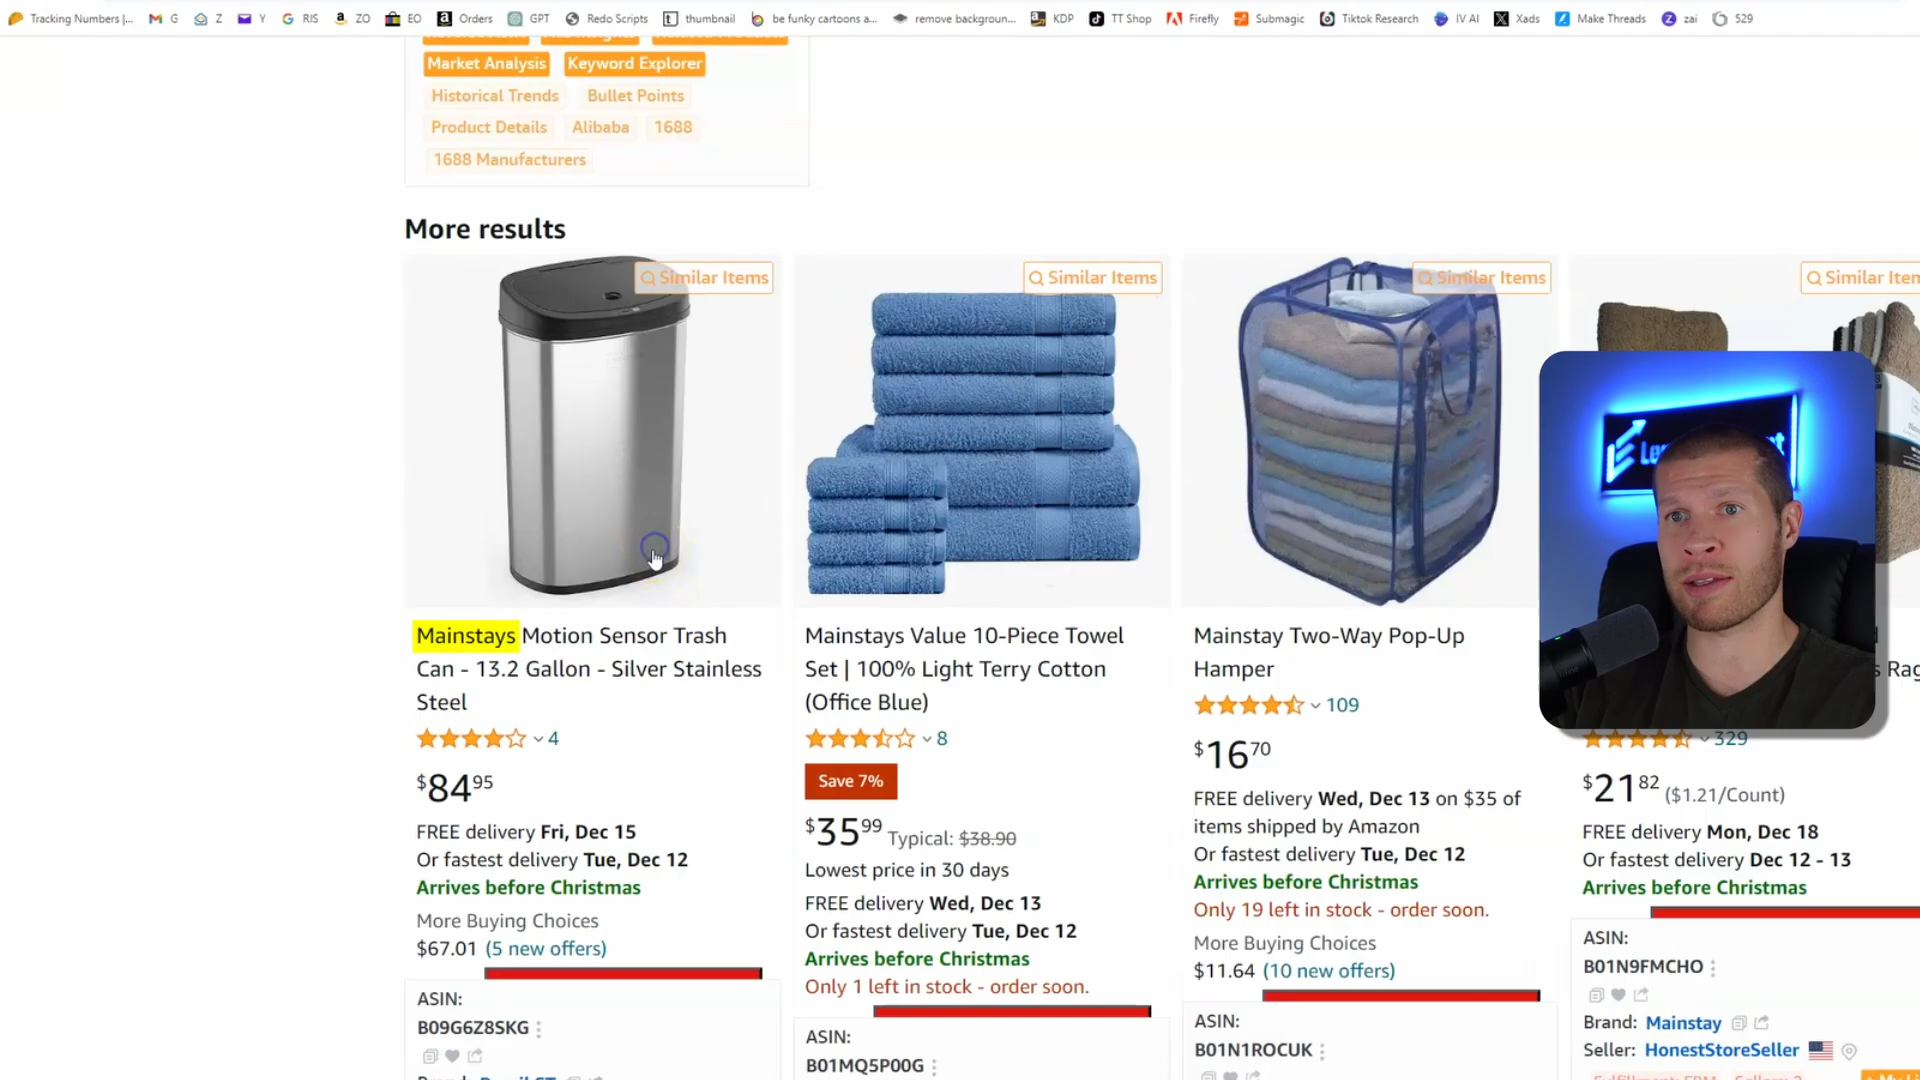 Tracking Numbers |... G Z Y RIS ZO EO Orders GPT Redo Scripts thumbnail be funky cartoons a... remove backgroun... KDP TT Shop Firefly Submagic Tiktok Research IV AI Xads Make Threads zai 529
Market Analysis Keyword Explorer
Historical Trends Bullet Points
Product Details Alibaba 1688
1688 Manufacturers
More results
Similar Items
Similar Items
Similar Items
Similar Item
Mainstays Motion Sensor Trash
Can - 13.2 Gallon - Silver Stainless
Steel
4
$84 95
FREE delivery Fri, Dec 15
Or fastest delivery Tue, Dec 12
Arrives before Christmas
More Buying Choices
$67.01 (5 new offers)
ASIN:
B09G6Z8SKG
Mainstays Value 10-Piece Towel
Set | 100% Light Terry Cotton
(Office Blue)
8
Save 7%
$35 99 Typical: $38.90
Lowest price in 30 days
FREE delivery Wed, Dec 13
Or fastest delivery Tue, Dec 12
Arrives before Christmas
Only 1 left in stock - order soon.
ASIN:
B01MQ5P00G
Mainstay Two-Way Pop-Up
Hamper
109
$16 70
FREE delivery Wed, Dec 13 on $35 of
items shipped by Amazon
Or fastest delivery Tue, Dec 12
Arrives before Christmas
Only 19 left in stock - order soon.
More Buying Choices
$11.64 (10 new offers)
ASIN:
B01N1ROCUK
s Rag
329
$21 82 ($1.21/Count)
FREE delivery Mon, Dec 18
Or fastest delivery Dec 12 - 13
Arrives before Christmas
ASIN:
B01N9FMCHO
Brand: Mainstay
Seller: HonestStoreSeller